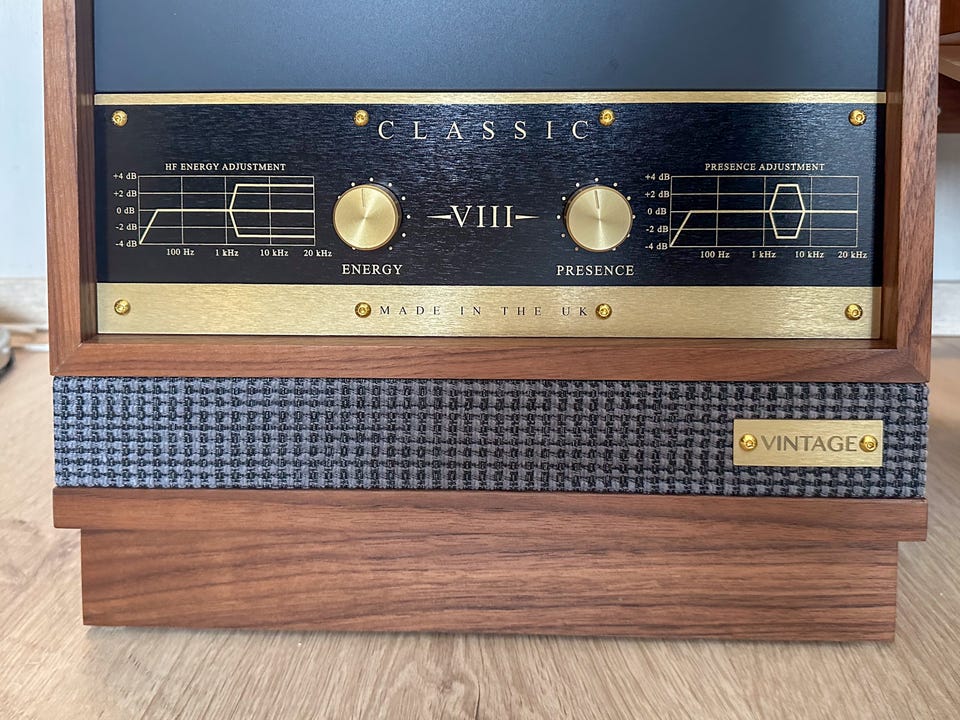 CLASSIC
HF ENERGY ADJUSTMENT
+4 dB
+2 dB
0 dB
-2 dB
-4 dB
100 Hz 1 kHz 10 kHz 20 kHz
ENERGY
VIII
PRESENCE
PRESENCE ADJUSTMENT
+4 dB
+2 dB
0 dB
-2 dB
-4 dB
100 Hz 1 kHz 10 kHz 20 kHz
MADE IN THE UK
VINTAGE